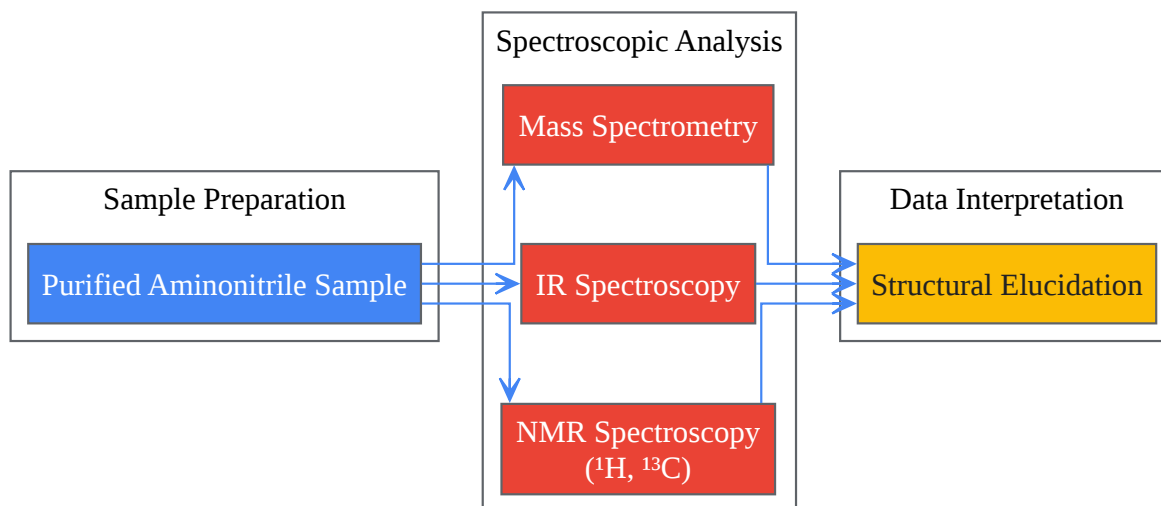 Sample Preparation
Purified Aminonitrile Sample
Spectroscopic Analysis
Mass Spectrometry
IR Spectroscopy
NMR Spectroscopy
(¹H, ¹³C)
Data Interpretation
Structural Elucidation